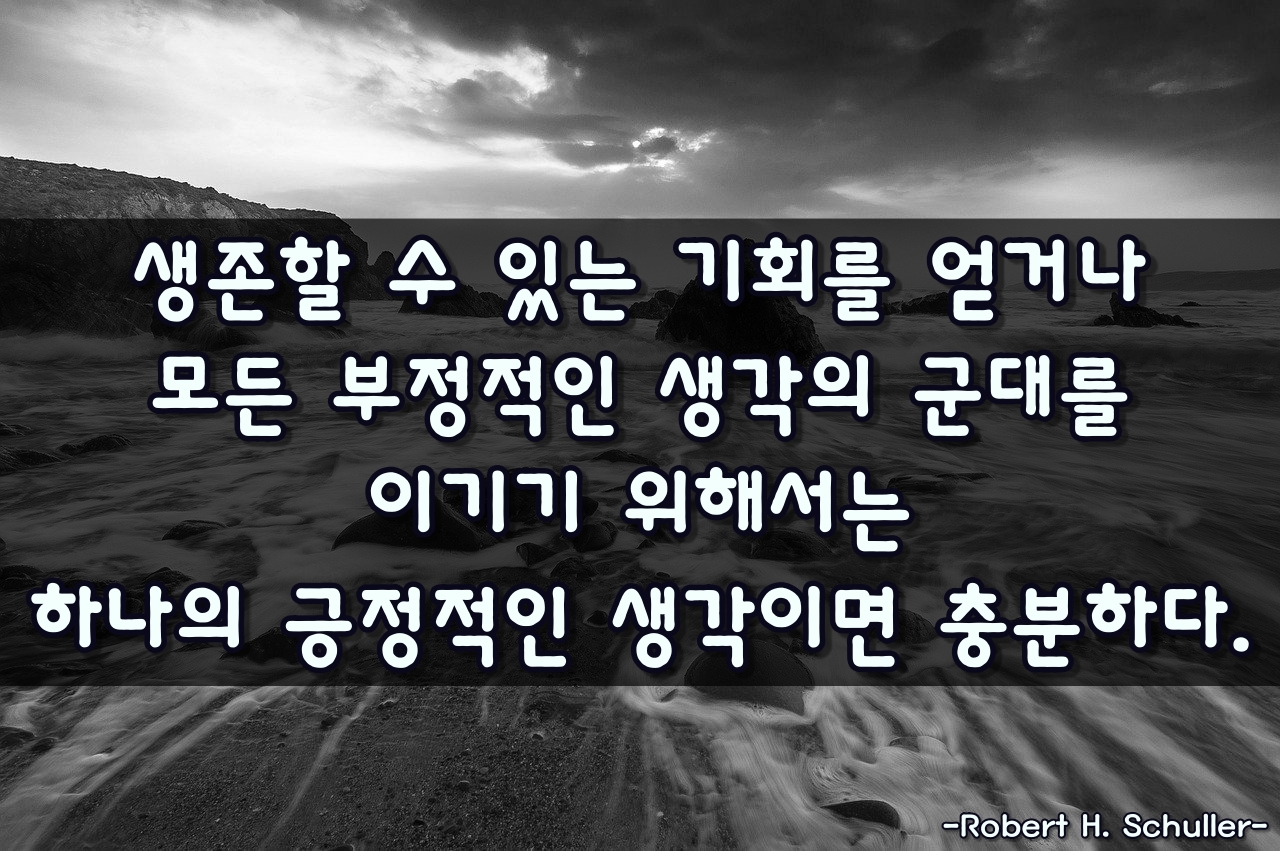 생존할 수 있는 기회를 얻거나
모든 부정적인 생각의 군대를
이기기 위해서는
하나의 긍정적인 생각이면 충분하다.
-Robert H. Schuller-